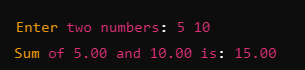 Enter two numbers: 5 10
Sum of 5.00 and 10.00 is: 15.00